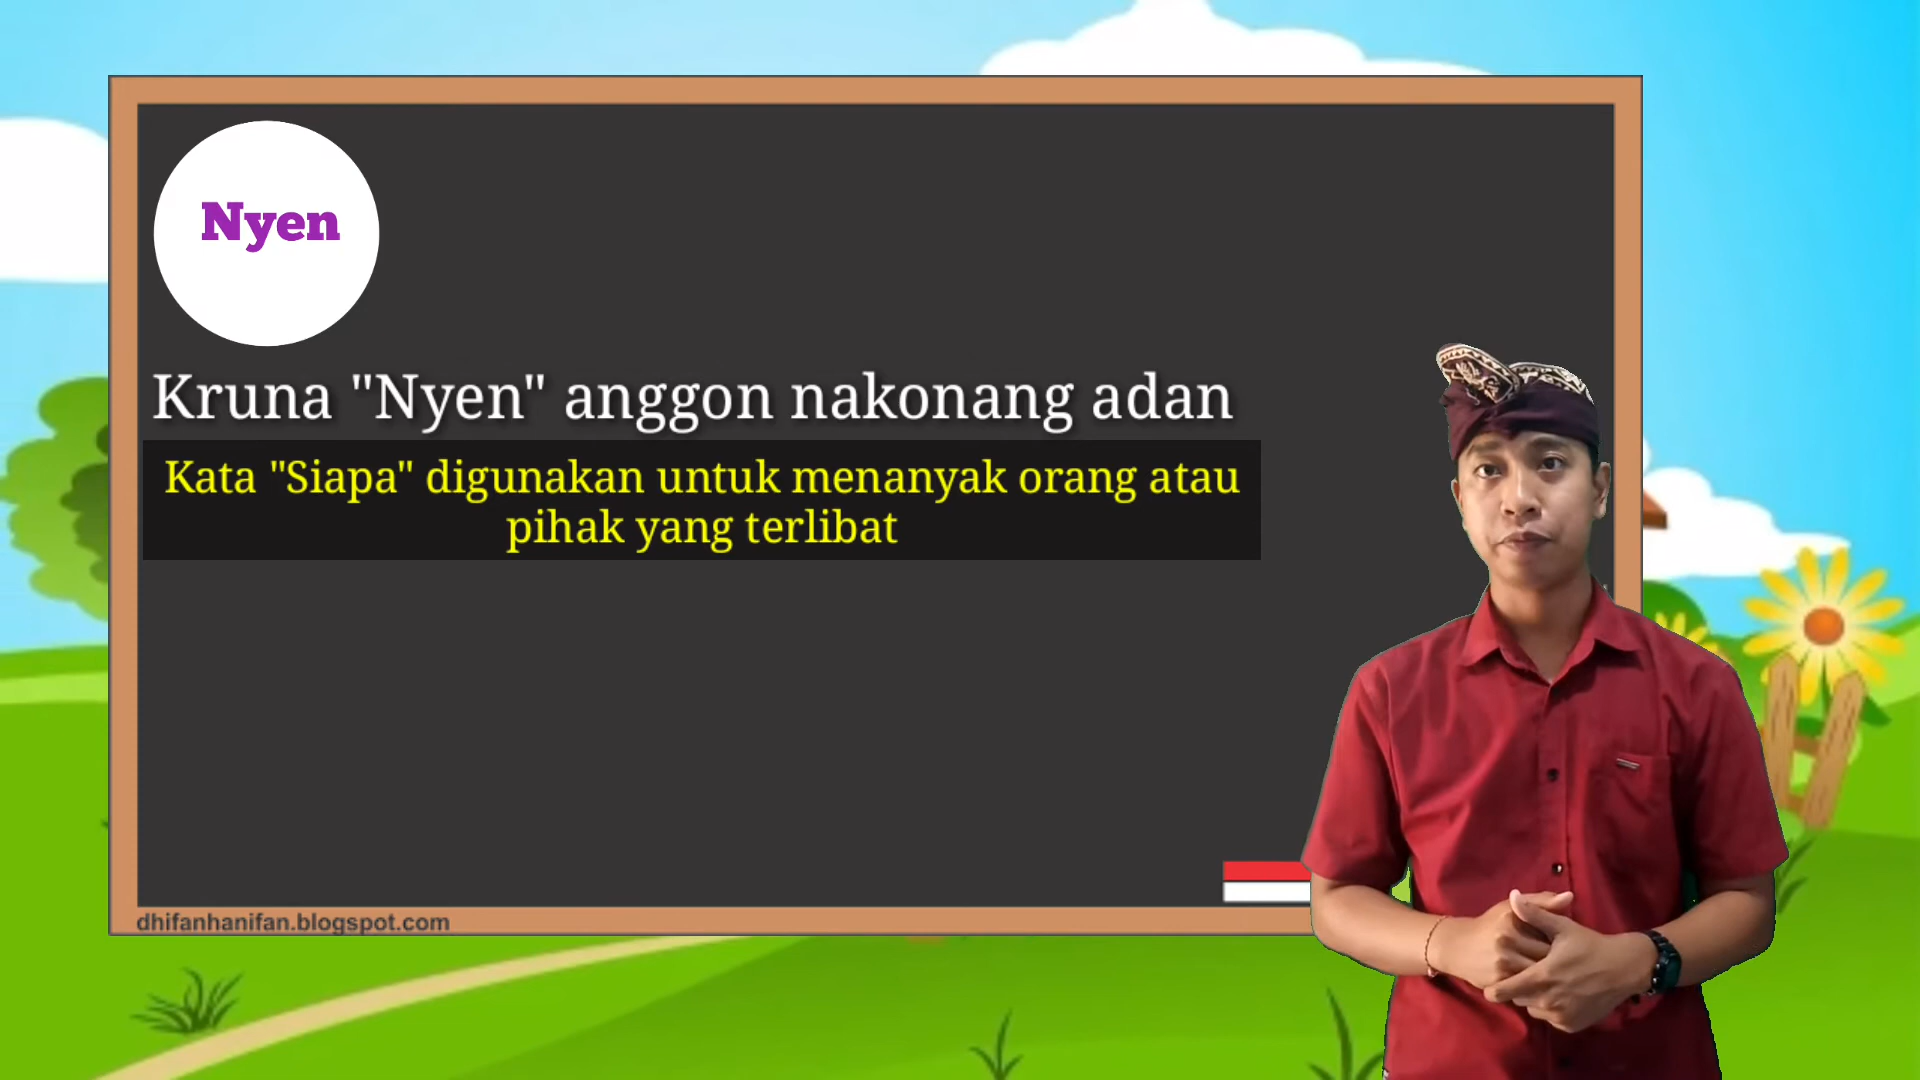 Nyen
Kruna "Nyen" anggon nakonang adan
Kata "Siapa" digunakan untuk menanyak orang atau
pihak yang terlibat
dhifanhanifan.blogspot.com